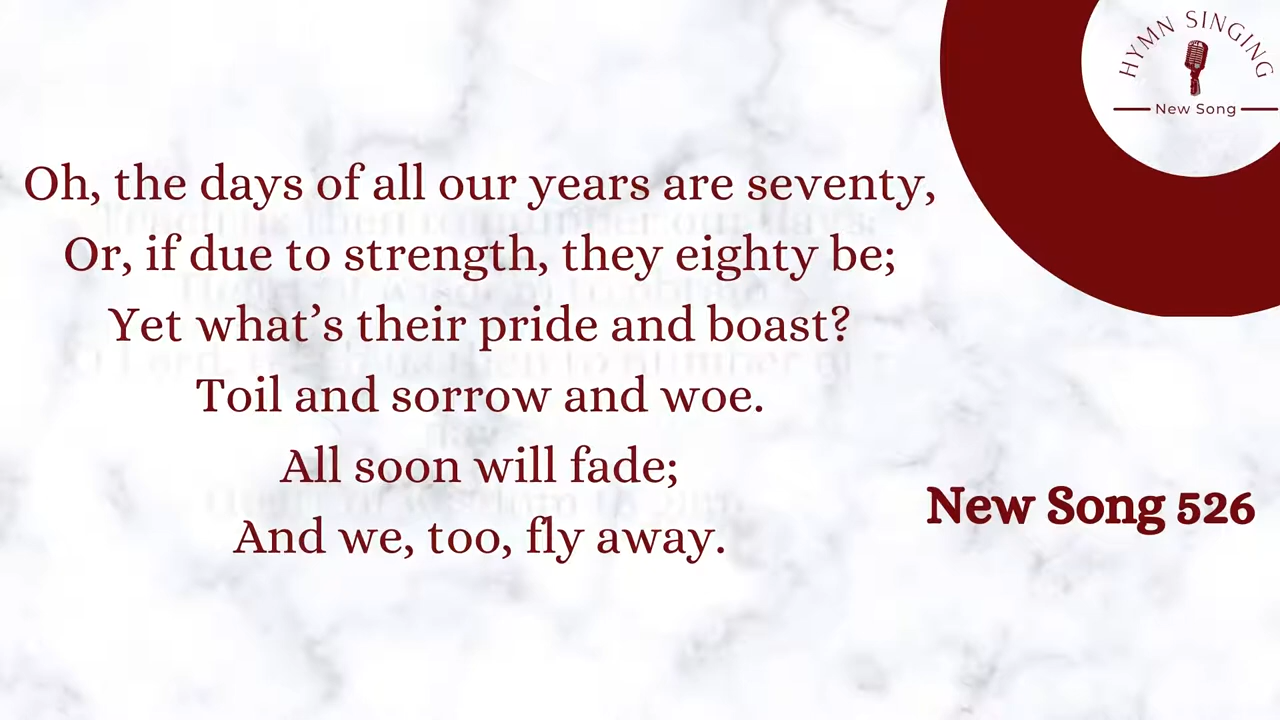 HYMN SINGING
New Song
Oh, the days of all our years are seventy,
Or, if due to strength, they eighty be;
Yet what’s their pride and boast?
Toil and sorrow and woe.
All soon will fade;
And we, too, fly away.
New Song 526